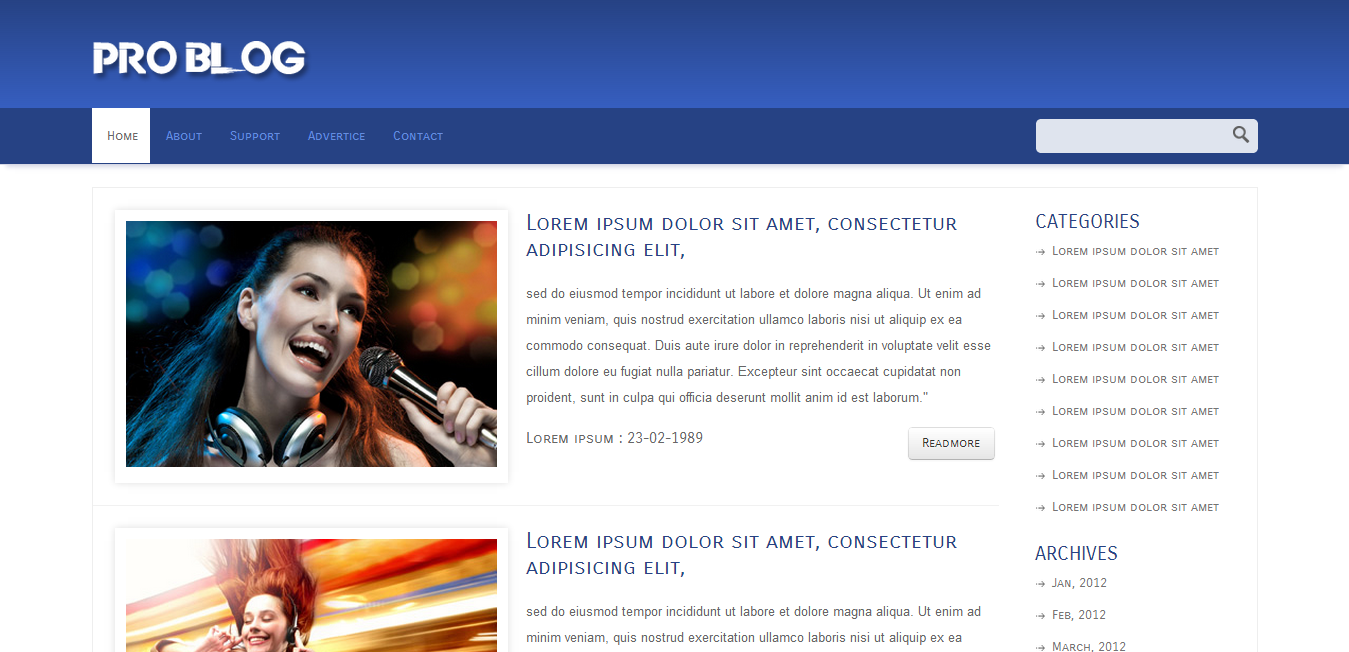 PRO BLOG
Home About Support Advertice Contact
Lorem ipsum dolor sit amet, consectetur
adipisicing elit,
sed do eiusmod tempor incididunt ut labore et dolore magna aliqua. Ut enim ad
minim veniam, quis nostrud exercitation ullamco laboris nisi ut aliquip ex ea
commodo consequat. Duis aute irure dolor in reprehenderit in voluptate velit esse
cillum dolore eu fugiat nulla pariatur. Excepteur sint occaecat cupidatat non
proident, sunt in culpa qui officia deserunt mollit anim id est laborum."
Lorem ipsum : 23-02-1989
Readmore
Lorem ipsum dolor sit amet, consectetur
adipisicing elit,
sed do eiusmod tempor incididunt ut labore et dolore magna aliqua. Ut enim ad
minim veniam, quis nostrud exercitation ullamco laboris nisi ut aliquip ex ea
CATEGORIES
Lorem ipsum dolor sit amet
Lorem ipsum dolor sit amet
Lorem ipsum dolor sit amet
Lorem ipsum dolor sit amet
Lorem ipsum dolor sit amet
Lorem ipsum dolor sit amet
Lorem ipsum dolor sit amet
Lorem ipsum dolor sit amet
Lorem ipsum dolor sit amet
ARCHIVES
Jan, 2012
Feb, 2012
March, 2012